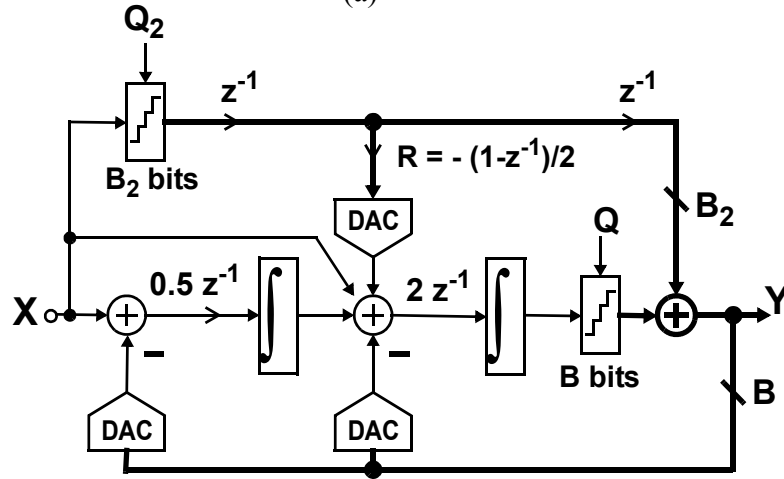 (a)
Q2
z-1
z-1
R = - (1-z-1)/2
B2 bits
DAC
B2
Q
X
0.5 z-1
2 z-1
Y
B bits
B
DAC
DAC